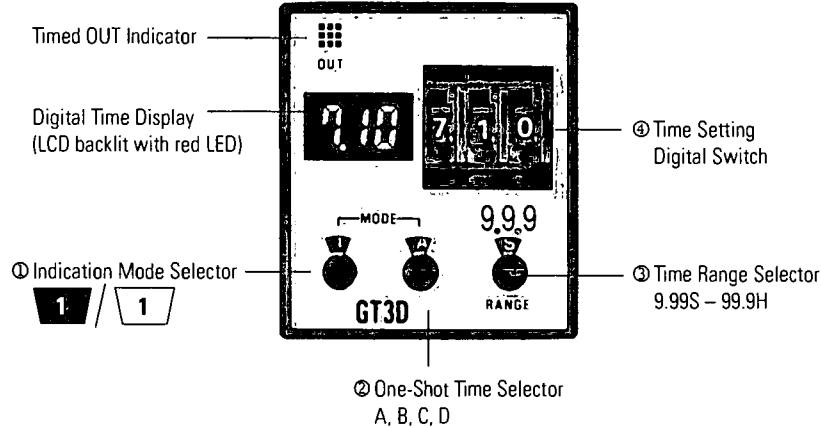 Timed OUT Indicator
OUT
Digital Time Display
(LCD backlit with red LED)
7.10
7 1 0
④ Time Setting
Digital Switch
MODE
9.9.9
1
A
S
① Indication Mode Selector
1 / 1
③ Time Range Selector
9.99S – 99.9H
GT3D
RANGE
② One-Shot Time Selector
A, B, C, D